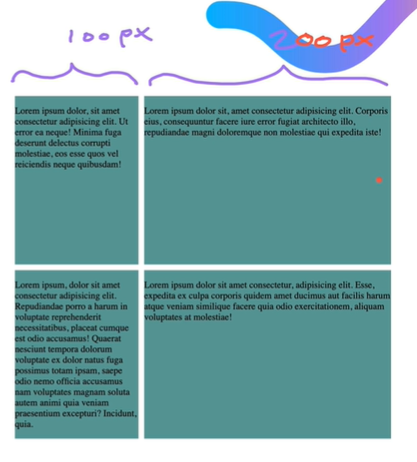 100 px
200 px
Lorem ipsum dolor, sit amet
consectetur adipisicing elit. Ut
error ea neque! Minima fuga
deserunt delectus corrupti
molestiae, eos esse quos vel
reiciendis neque quibusdam!
Lorem ipsum dolor sit, amet consectetur adipisicing elit. Corporis
eius, consequuntur facere iure error fugiat architecto illo,
repudiandae magni doloremque non molestiae qui expedita iste!
Lorem ipsum, dolor sit amet
consectetur adipisicing elit.
Repudiandae porro a harum in
voluptate reprehenderit
necessitatibus, placeat cumque
est odio accusamus! Quaerat
nesciunt tempora dolorum
voluptate ex dolor natus fuga
possimus totam ipsam, saepe
odio nemo officia accusamus
nam voluptates magnam soluta
autem animi quia veniam
praesentium excepturi? Incidunt,
quia.
Lorem ipsum dolor sit amet consectetur, adipisicing elit. Esse,
expedita ex culpa corporis quidem amet ducimus aut facilis harum
atque veniam similique facere quia odio exercitationem, aliquam
voluptates at molestiae!